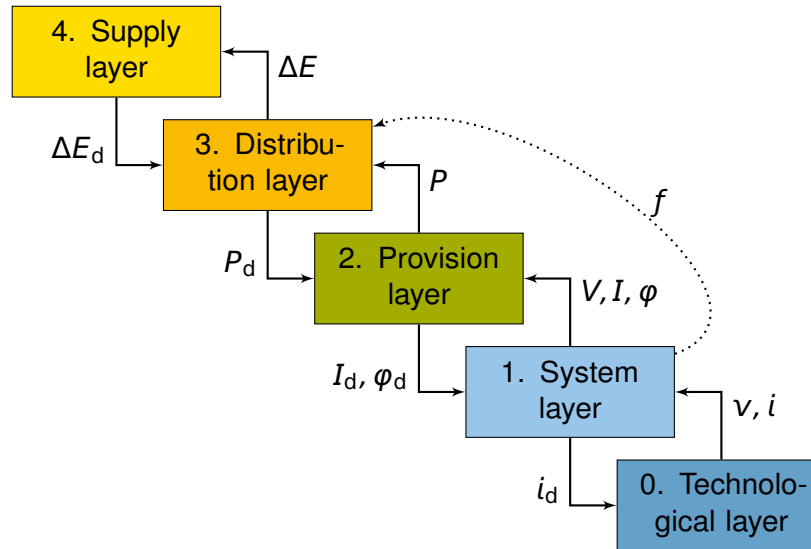 4. Supply
layer
ΔE
ΔE_d
3. Distribu-
tion layer
P
f
P_d
2. Provision
layer
V, I, φ
I_d, φ_d
1. System
layer
v, i
i_d
0. Technolo-
gical layer